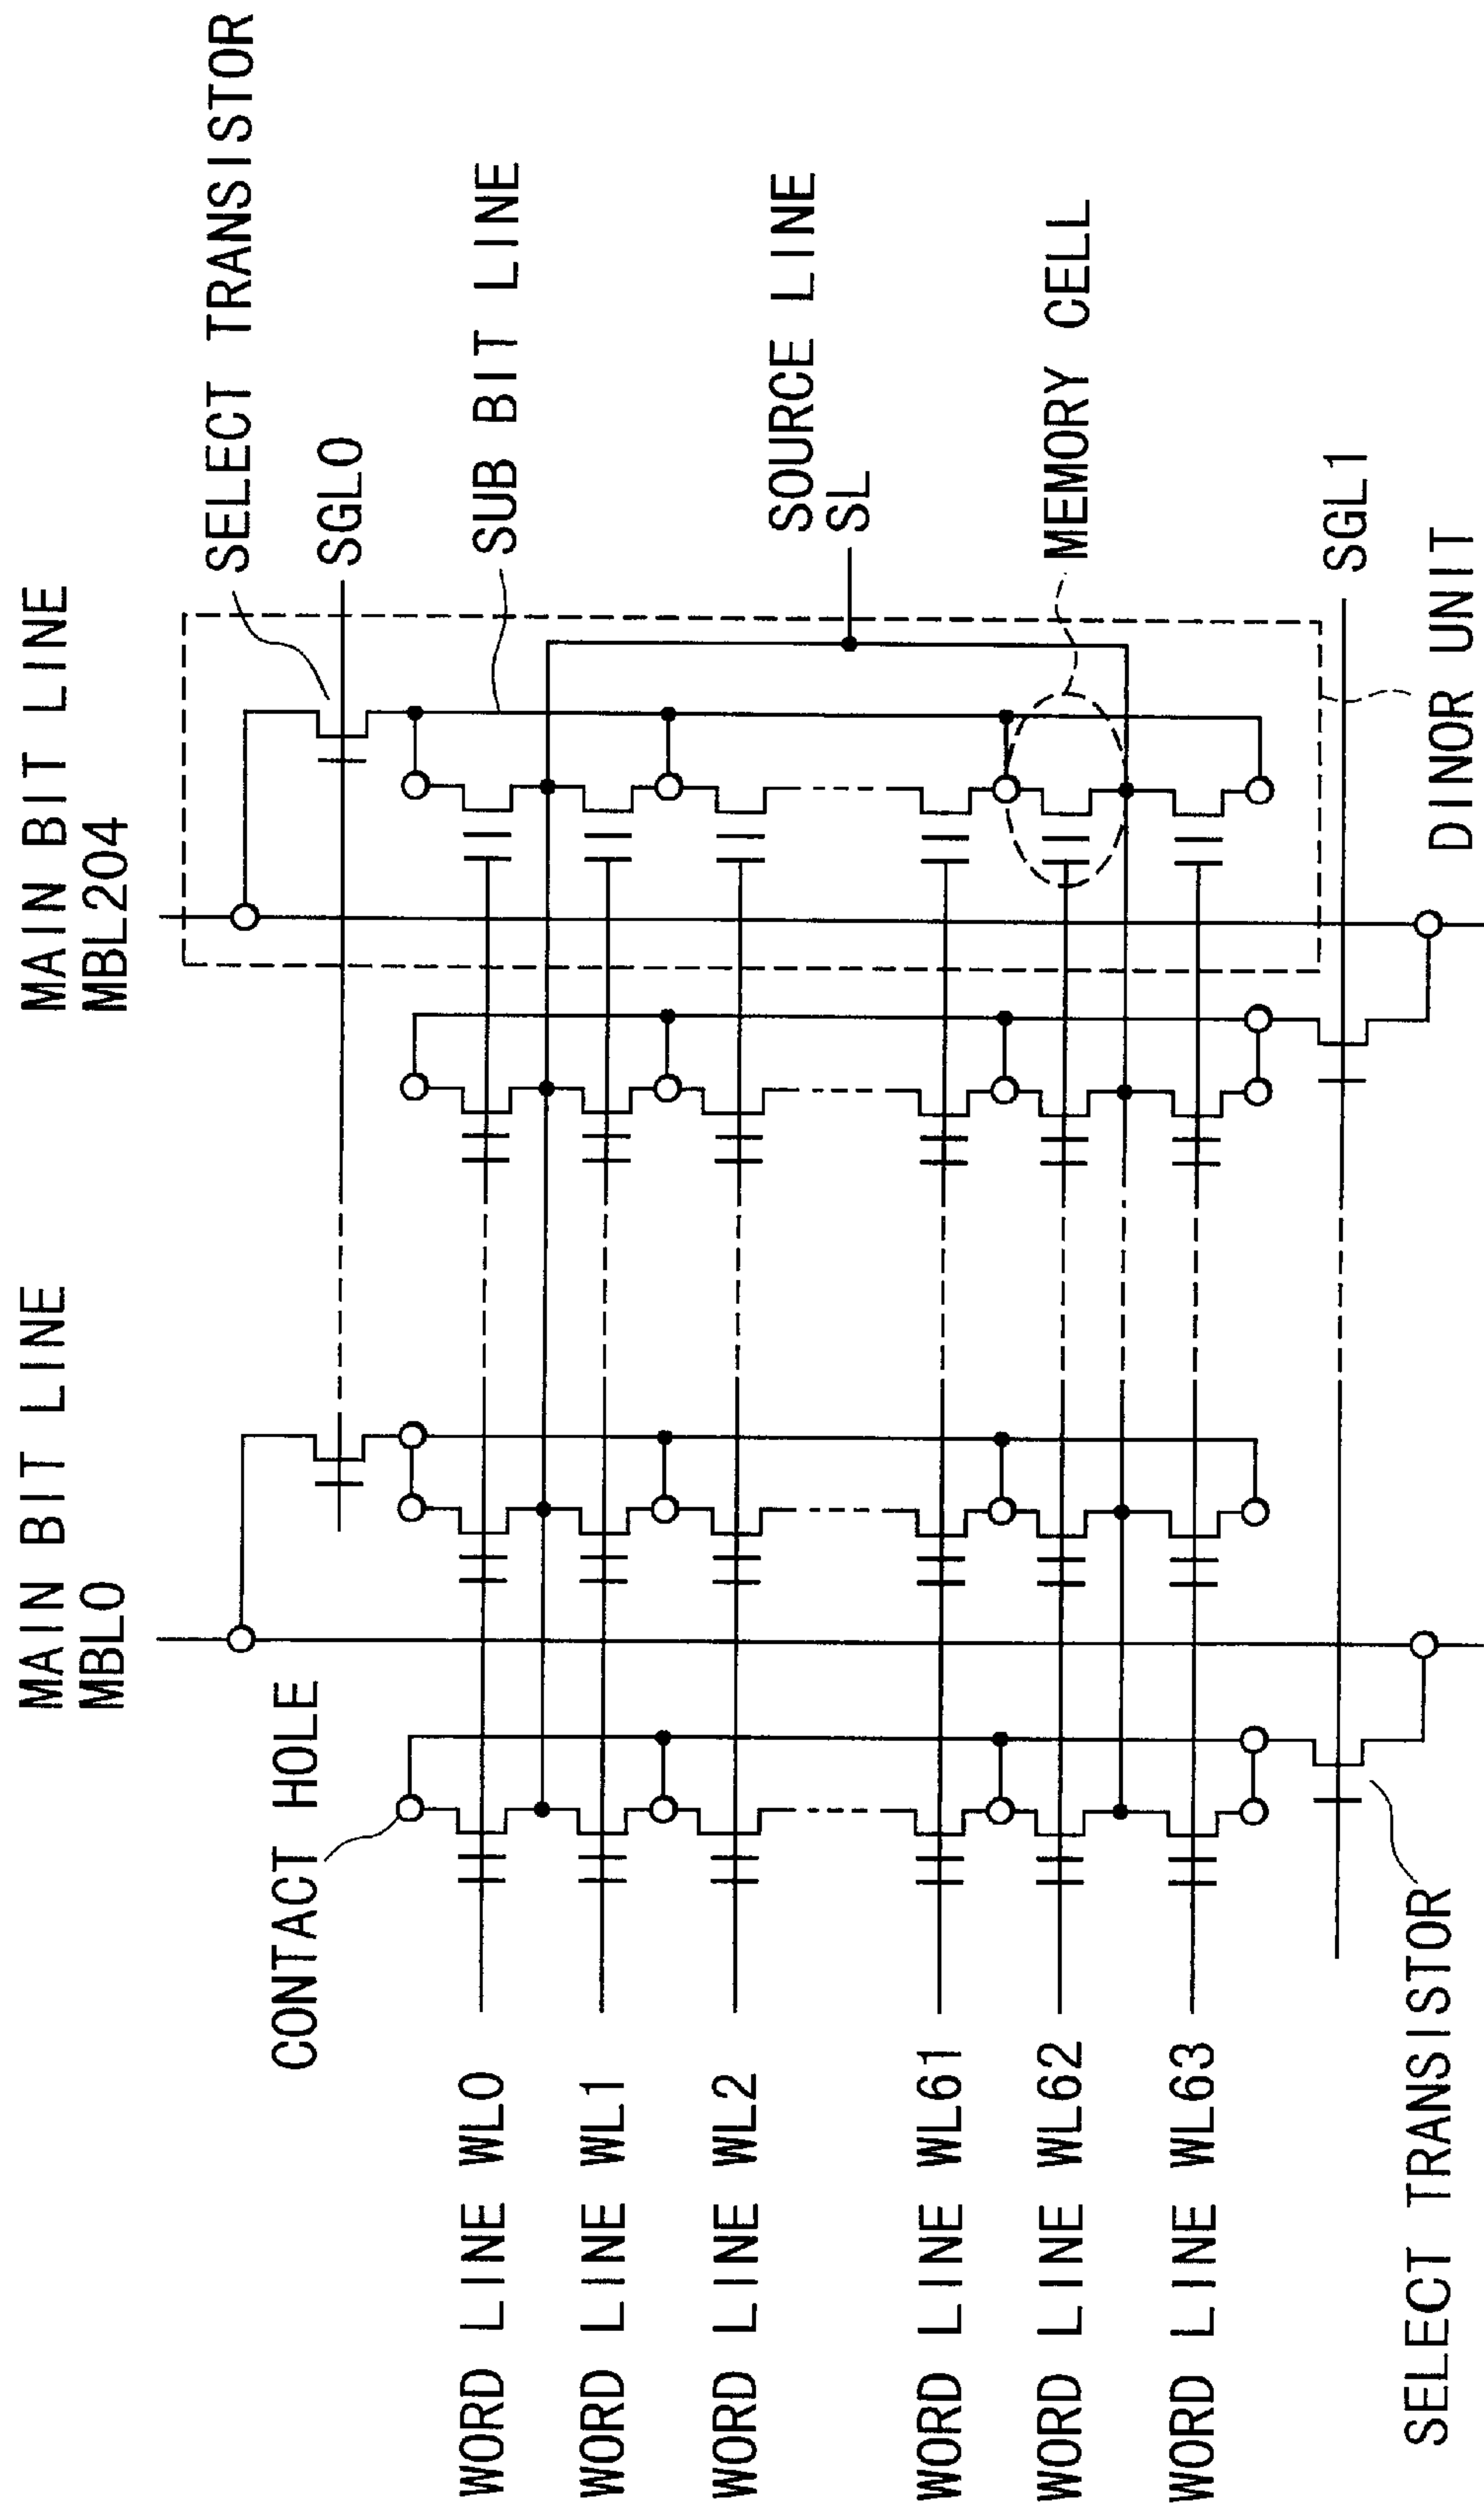 MAIN BIT LINE
MBL0
MAIN BIT LINE
MBL204
SELECT TRANSISTOR
CONTACT HOLE
SGL0
WORD LINE WL0
SUB BIT LINE
WORD LINE WL1
WORD LINE WL2
SOURCE LINE
SL
WORD LINE WL61
WORD LINE WL62
MEMORY CELL
WORD LINE WL63
SGL1
SELECT TRANSISTOR
DINOR UNIT